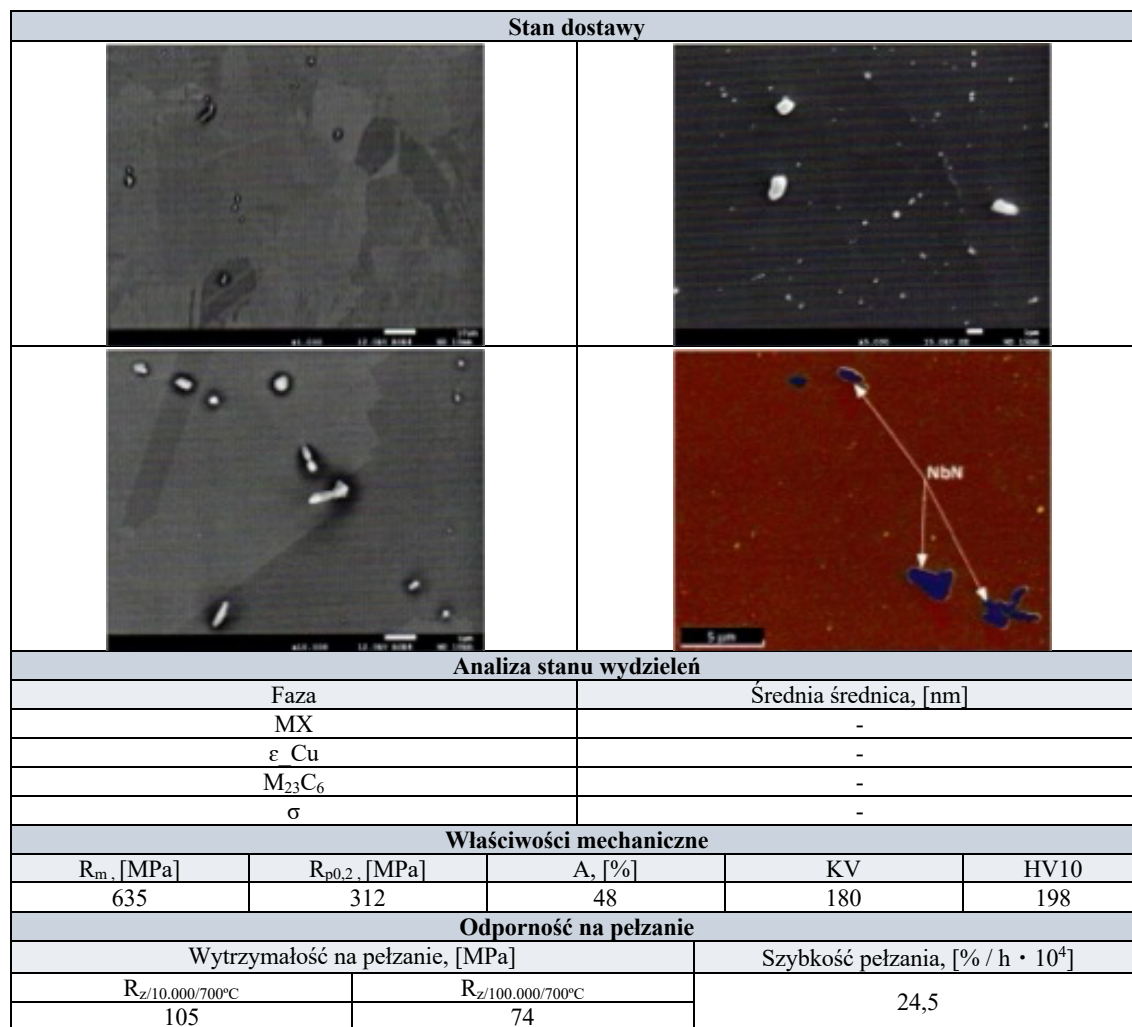 Stan dostawy
NbN
5 µm
Analiza stanu wydzieleń
Faza Średnia średnica, [nm]
MX -
ε_Cu -
M₂₃C₆ -
σ -
Właściwości mechaniczne
Rₘ , [MPa] Rp0,2 , [MPa] A, [%] KV HV10
635 312 48 180 198
Odporność na pełzanie
Wytrzymałość na pełzanie, [MPa] Szybkość pełzania, [% / h · 10⁴]
Rz/10.000/700ºC Rz/100.000/700ºC 24,5
105 74